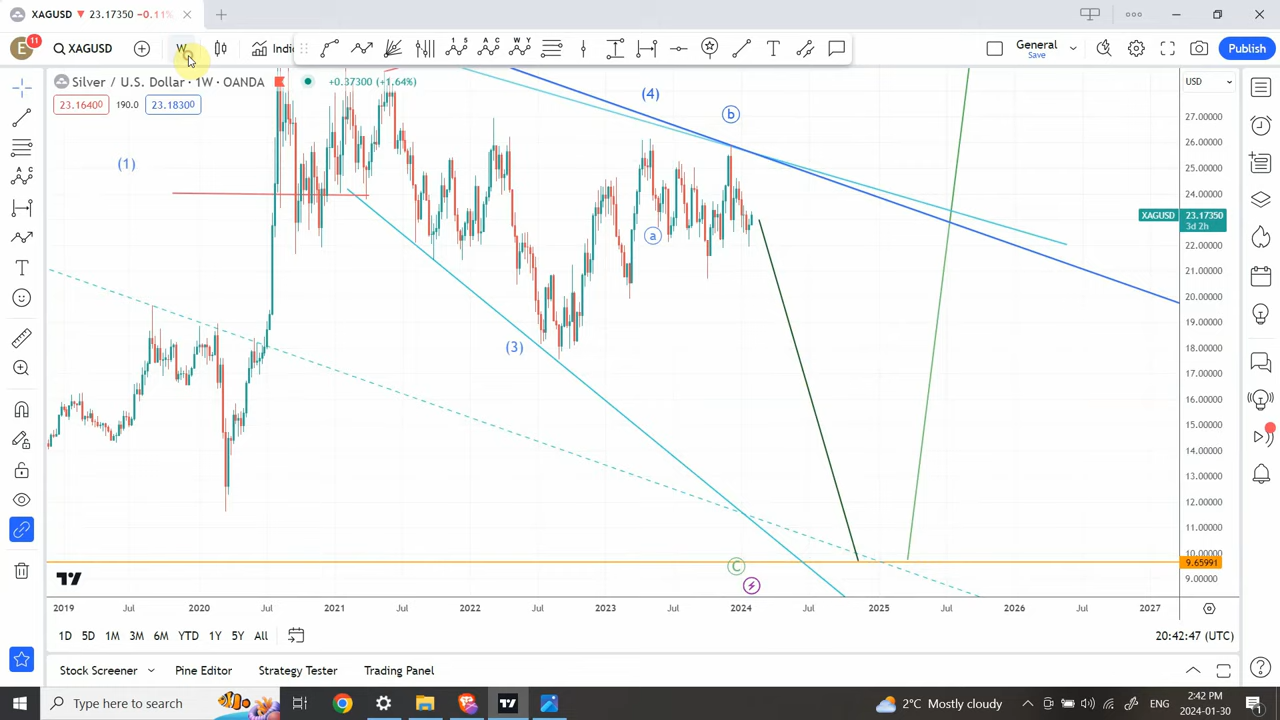 XAGUSD ▼ 23.17350 −0.11%
E 11 XAGUSD W Indi General Save Publish
Silver / U.S. Dollar · 1W · OANDA +0.37300 (+1.64%) USD
23.16400 190.0 23.18300
(4)
b
27.00000
26.00000
25.00000
(1)
24.00000
XAGUSD 23.17350
3d 2h
a
22.00000
21.00000
20.00000
19.00000
(3)
18.00000
17.00000
16.00000
15.00000
14.00000
13.00000
12.00000
11.00000
10.00000
9.65991
C
9.00000
2019 Jul 2020 Jul 2021 Jul 2022 Jul 2023 Jul 2024 Jul 2025 Jul 2026 Jul 2027
1D 5D 1M 3M 6M YTD 1Y 5Y All 20:42:47 (UTC)
Stock Screener Pine Editor Strategy Tester Trading Panel
Type here to search 2°C Mostly cloudy ENG 2:42 PM
2024-01-30 1